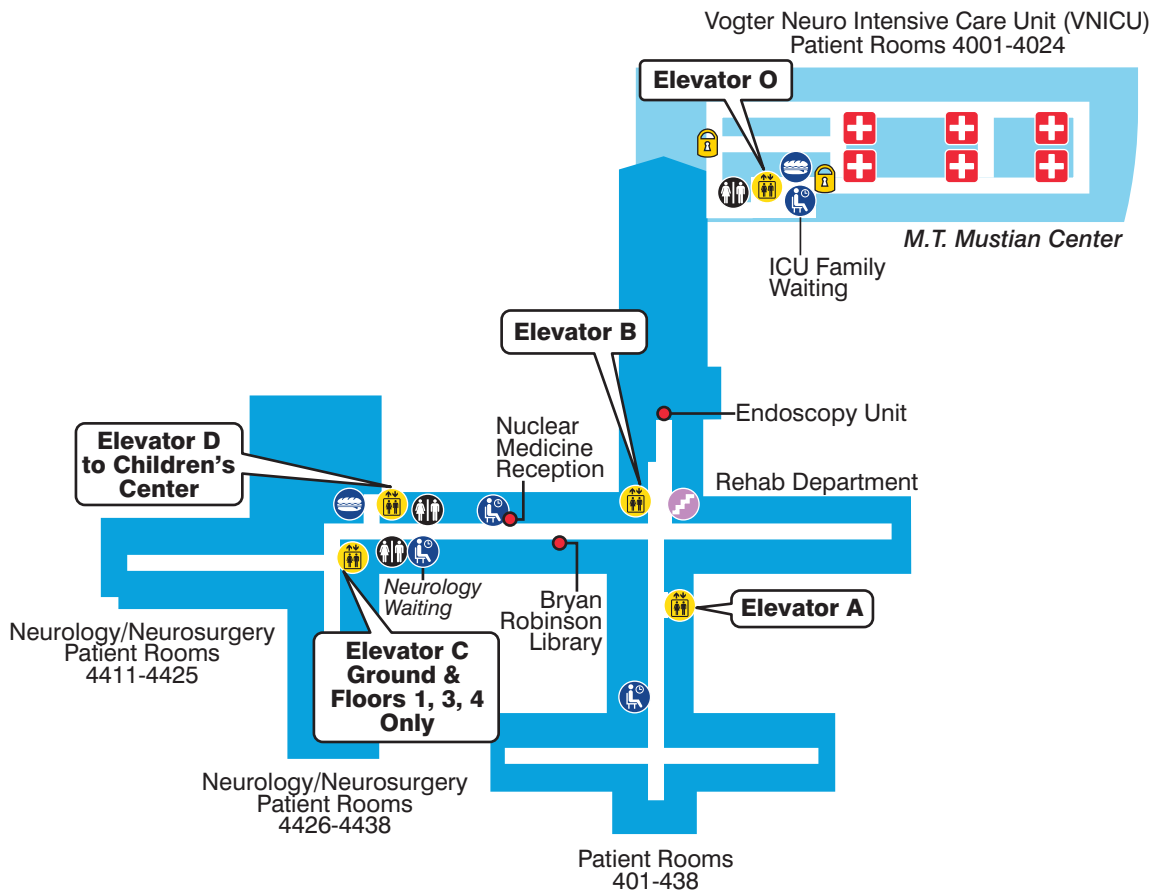 Vogter Neuro Intensive Care Unit (VNICU)
Patient Rooms 4001-4024
Elevator O
M.T. Mustian Center
ICU Family
Waiting
Elevator B
Endoscopy Unit
Nuclear
Medicine
Reception
Elevator D
to Children's
Center
Rehab Department
Neurology
Waiting
Bryan
Robinson
Library
Elevator A
Neurology/Neurosurgery
Patient Rooms
4411-4425
Elevator C
Ground &
Floors 1, 3, 4
Only
Neurology/Neurosurgery
Patient Rooms
4426-4438
Patient Rooms
401-438